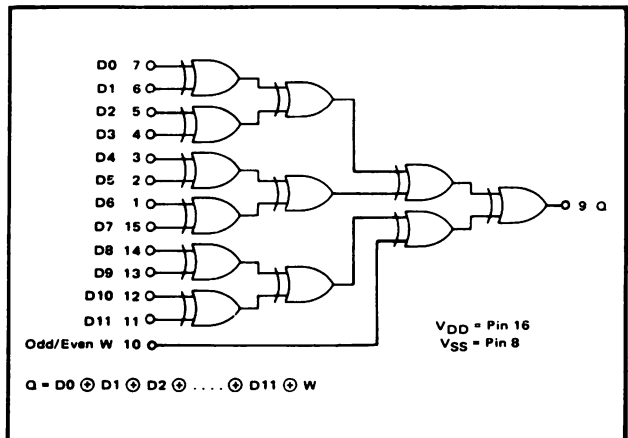 D0 7
D1 6
D2 5
D3 4
D4 3
D5 2
D6 1
D7 15
D8 14
D9 13
D10 12
D11 11
Odd/Even W 10
9 Q
VDD = Pin 16
VSS = Pin 8
Q = D0 ⊕ D1 ⊕ D2 ⊕ . . . . ⊕ D11 ⊕ W